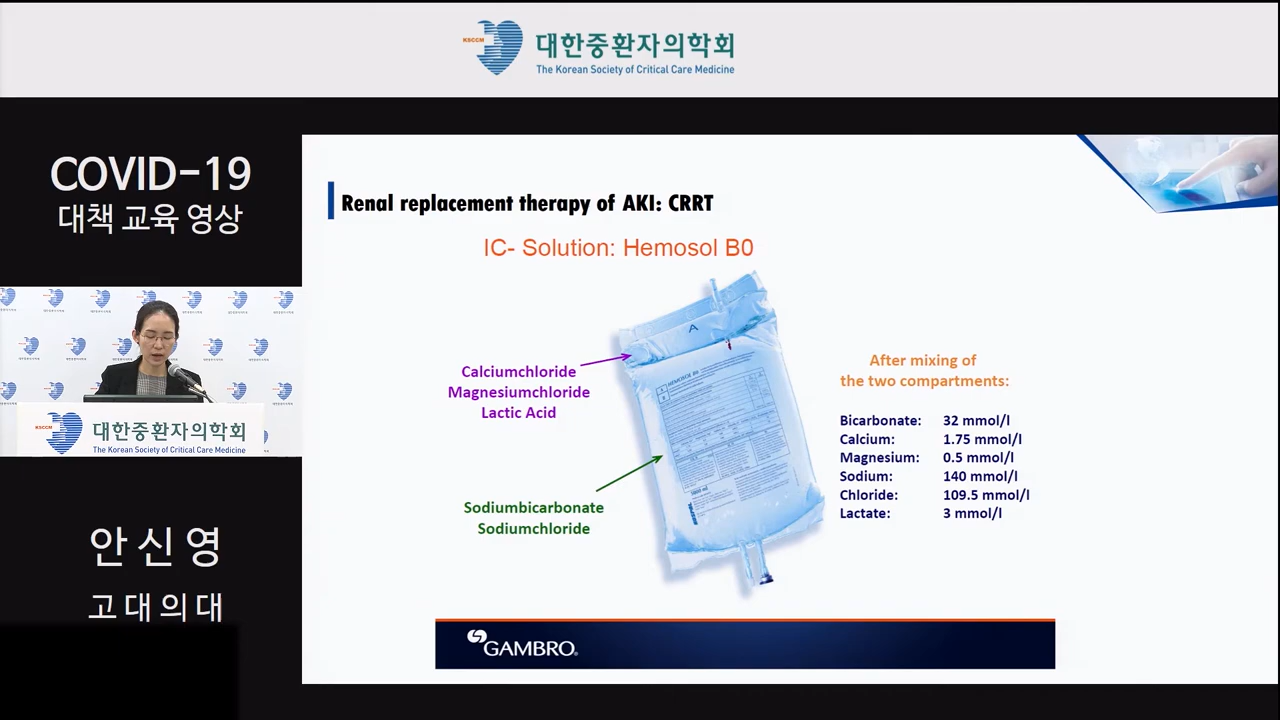 KSCCM
대한중환자의학회
The Korean Society of Critical Care Medicine
COVID-19
대책 교육 영상
KSCCM
대한중환자의학회
The Korean Society of Critical Care Medicine
안신영
고대의대
Renal replacement therapy of AKI: CRRT
IC- Solution: Hemosol B0
A
HEMOSOL B0
Calciumchloride
Magnesiumchloride
Lactic Acid
Sodiumbicarbonate
Sodiumchloride
After mixing of
the two compartments:
Bicarbonate: 32 mmol/l
Calcium: 1.75 mmol/l
Magnesium: 0.5 mmol/l
Sodium: 140 mmol/l
Chloride: 109.5 mmol/l
Lactate: 3 mmol/l
GAMBRO